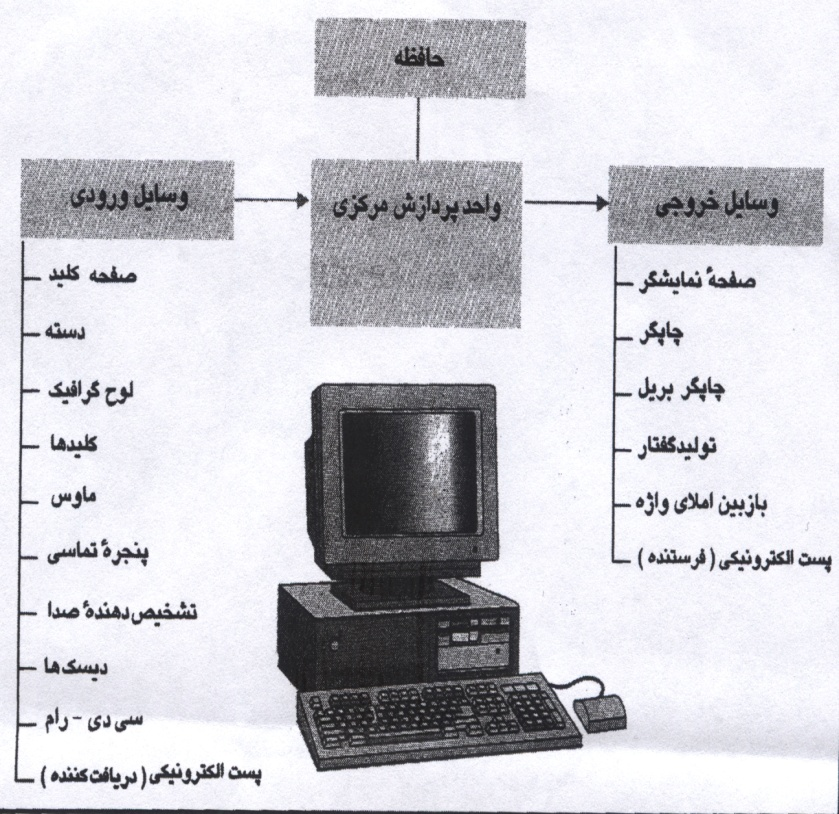 حافظه
وسایل ورودی
واحد پردازش مرکزی
وسایل خروجی
صفحه کلید
دسته
لوح گرافیک
کلیدها
ماوس
پنجرهٔ تماسی
تشخیص‌دهندهٔ صدا
دیسک‌ها
سی دی - رام
پست الکترونیکی ( دریافت‌کننده )
صفحهٔ نمایشگر
چاپگر
چاپگر بریل
تولیدگفتار
بازبین املای واژه
پست الکترونیکی ( فرستنده )